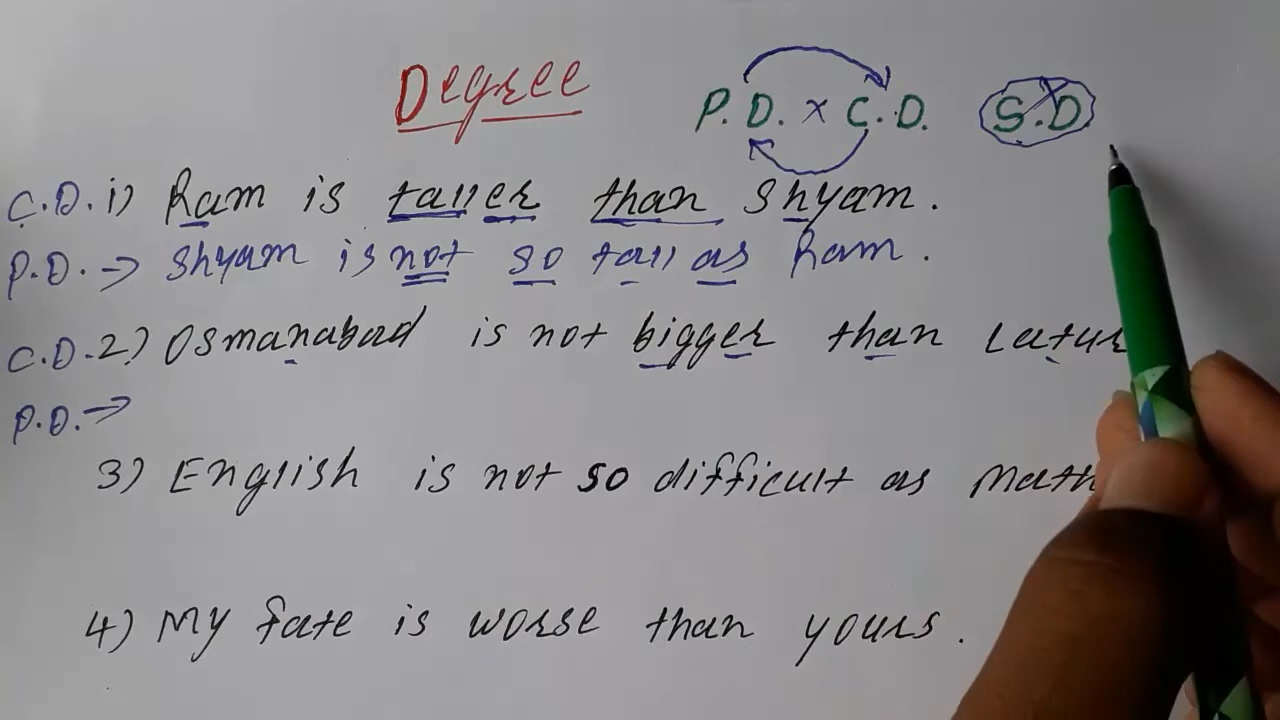 Degree P.D. x C.D. S.D
C.D. 1) Ram is taller than Shyam.
P.D. → Shyam is not so tall as Ram.
C.D. 2) Osmanabad is not bigger than Latur
P.D. →
3) English is not so difficult as Math
4) My fate is worse than yours.